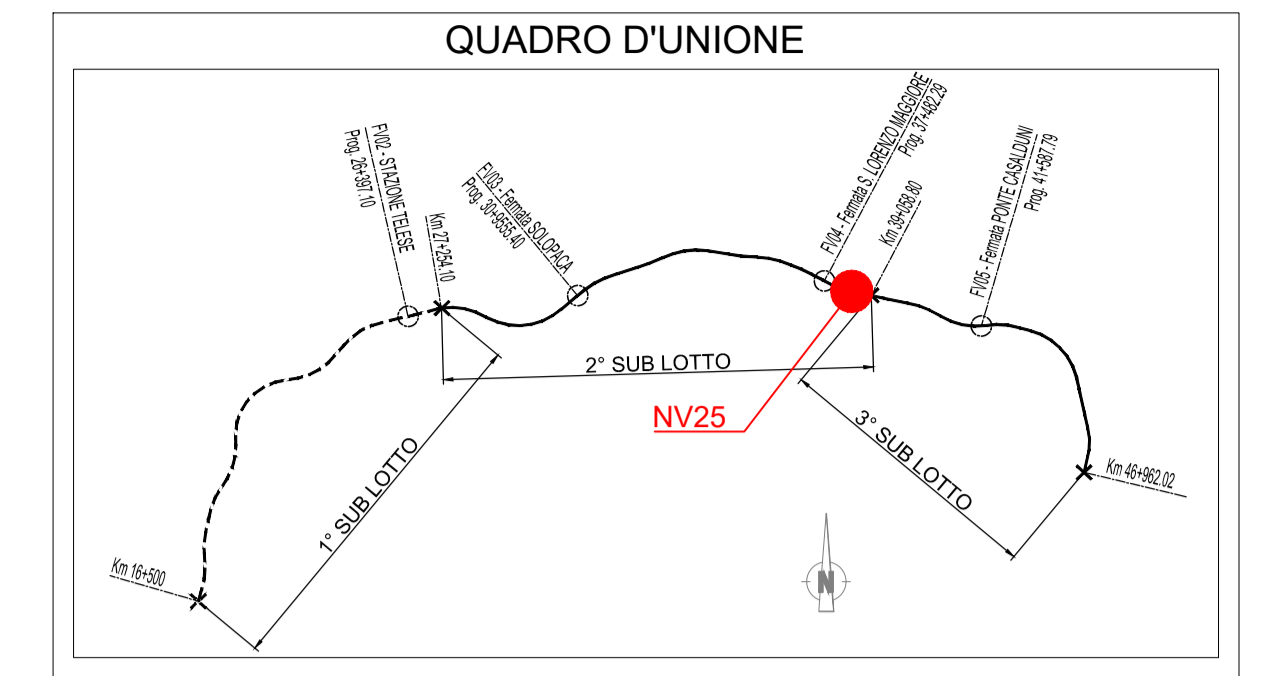 QUADRO D'UNIONE
FV02 - STAZIONE TELESE
Prog. 26+397.10
Km 27+254.10
FV03 - Fermata SOLOPACA
Prog. 30+9555.40
FV04 - Fermata S. LORENZO MAGGIORE
Prog. 37+482.29
Km 39+058.80
FV05 - Fermata PONTE CASALDUNI
Prog. 41+587.79
2° SUB LOTTO
NV25
1° SUB LOTTO
3° SUB LOTTO
Km 46+962.02
Km 16+500
N